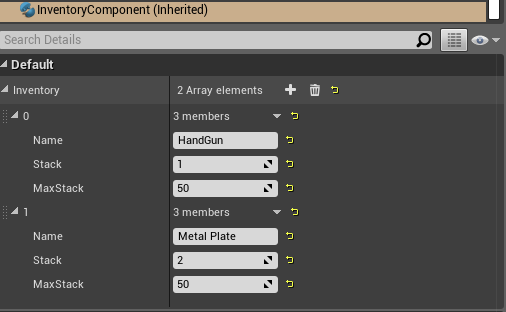 InventoryComponent (Inherited)
Search Details
Default
Inventory 2 Array elements
0 3 members
Name HandGun
Stack 1
MaxStack 50
1 3 members
Name Metal Plate
Stack 2
MaxStack 50